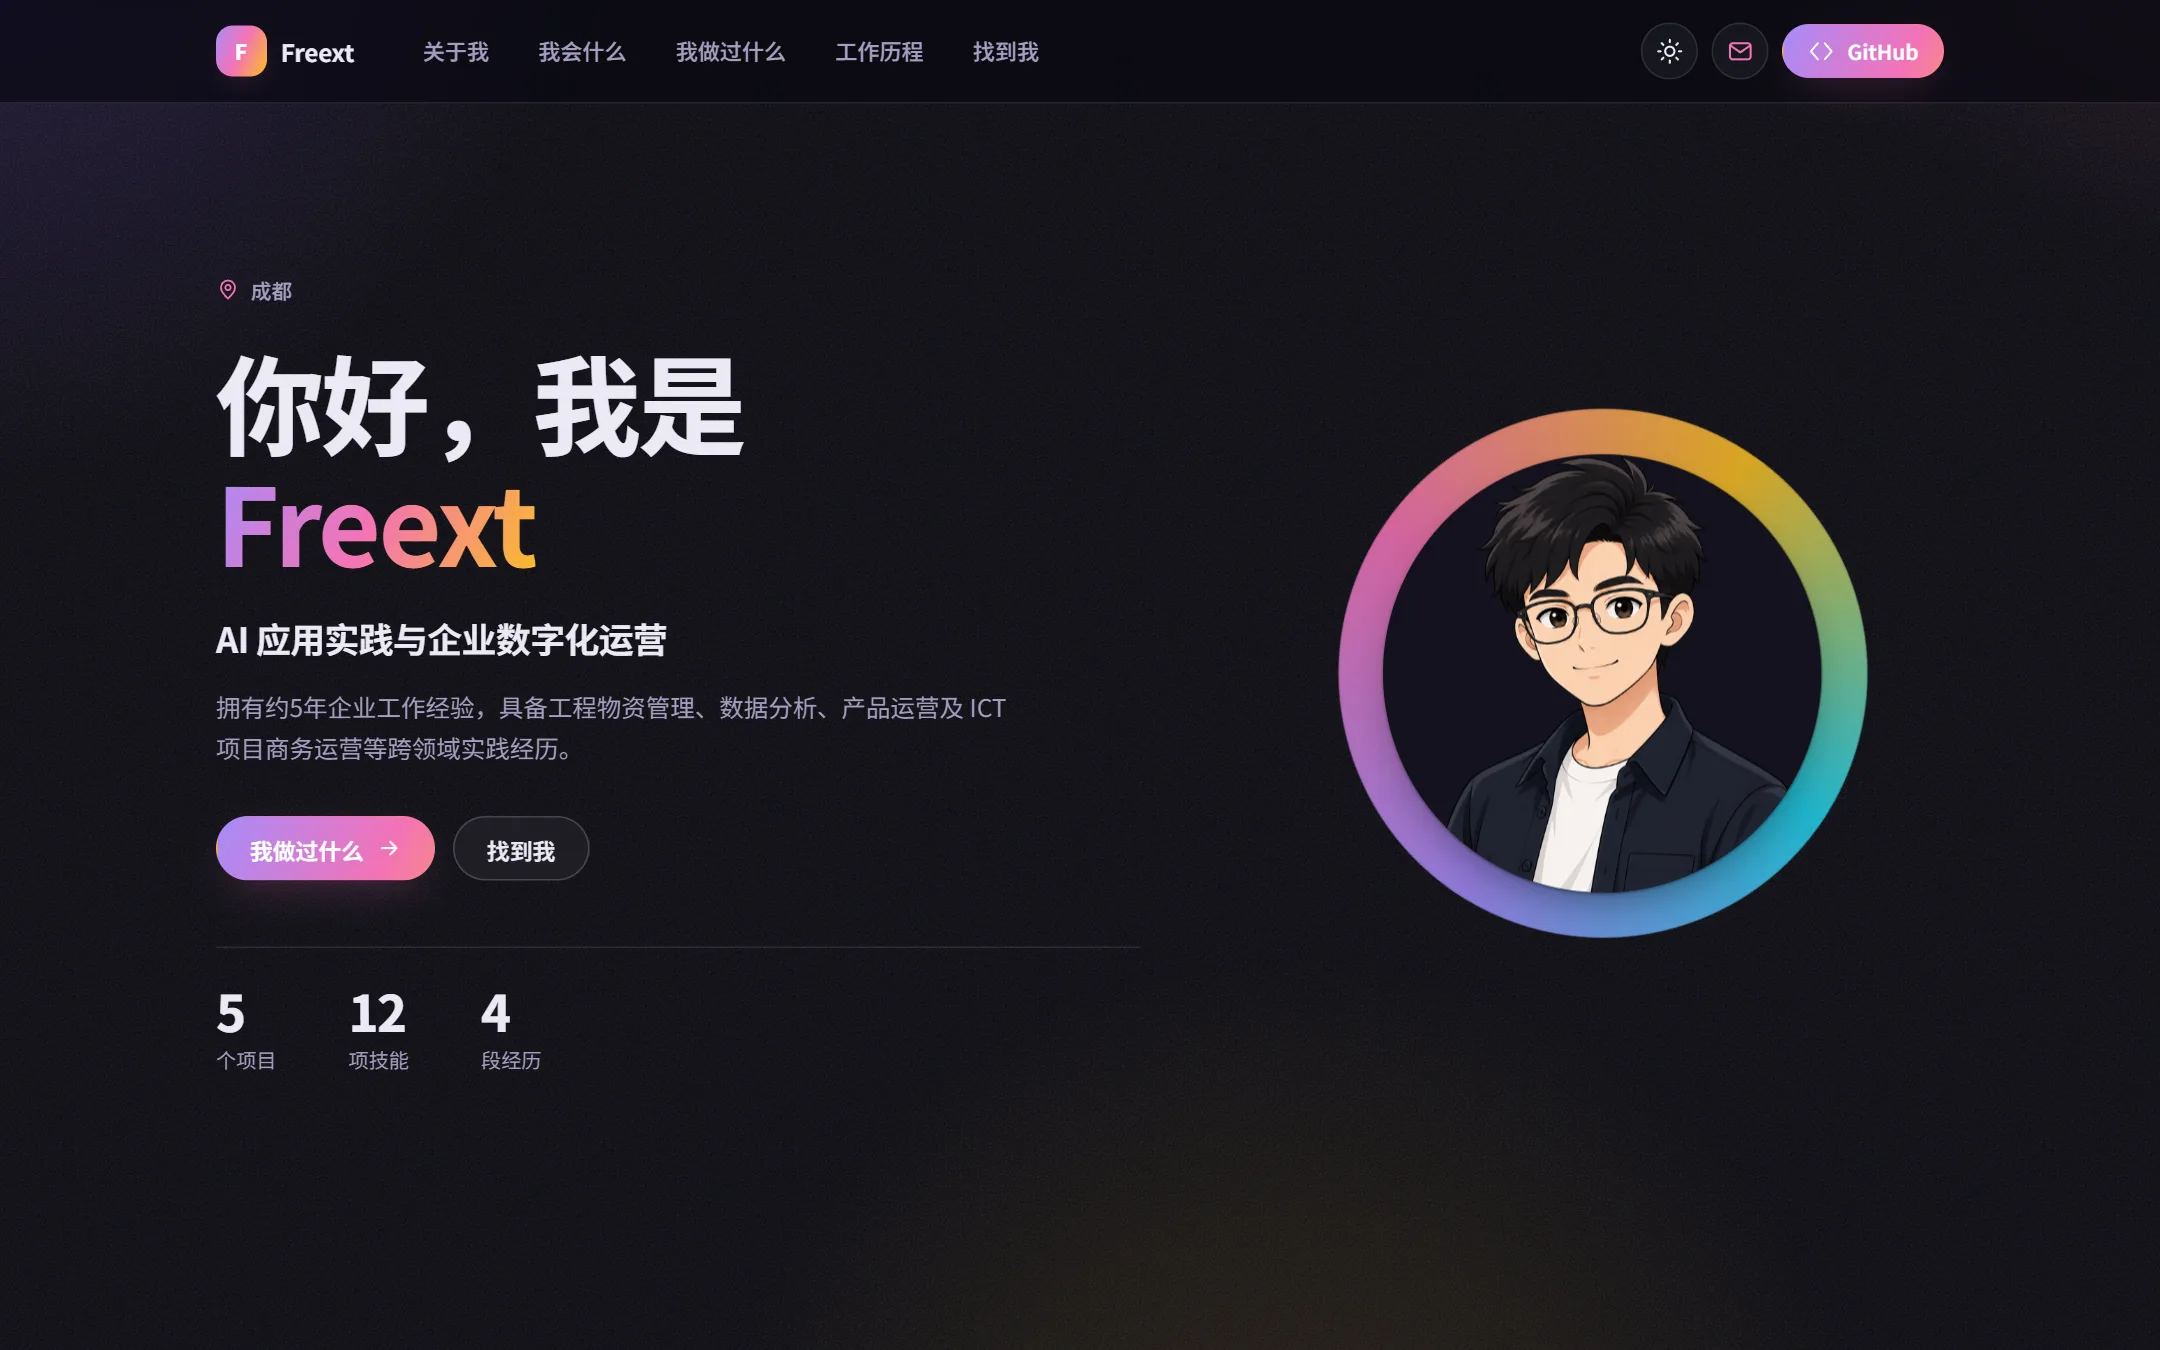 F Freext 关于我 我会什么 我做过什么 工作历程 找到我 GitHub
成都
你好，我是
Freext
AI 应用实践与企业数字化运营
拥有约5年企业工作经验，具备工程物资管理、数据分析、产品运营及 ICT
项目商务运营等跨领域实践经历。
我做过什么 找到我
5 12 4
个项目 项技能 段经历